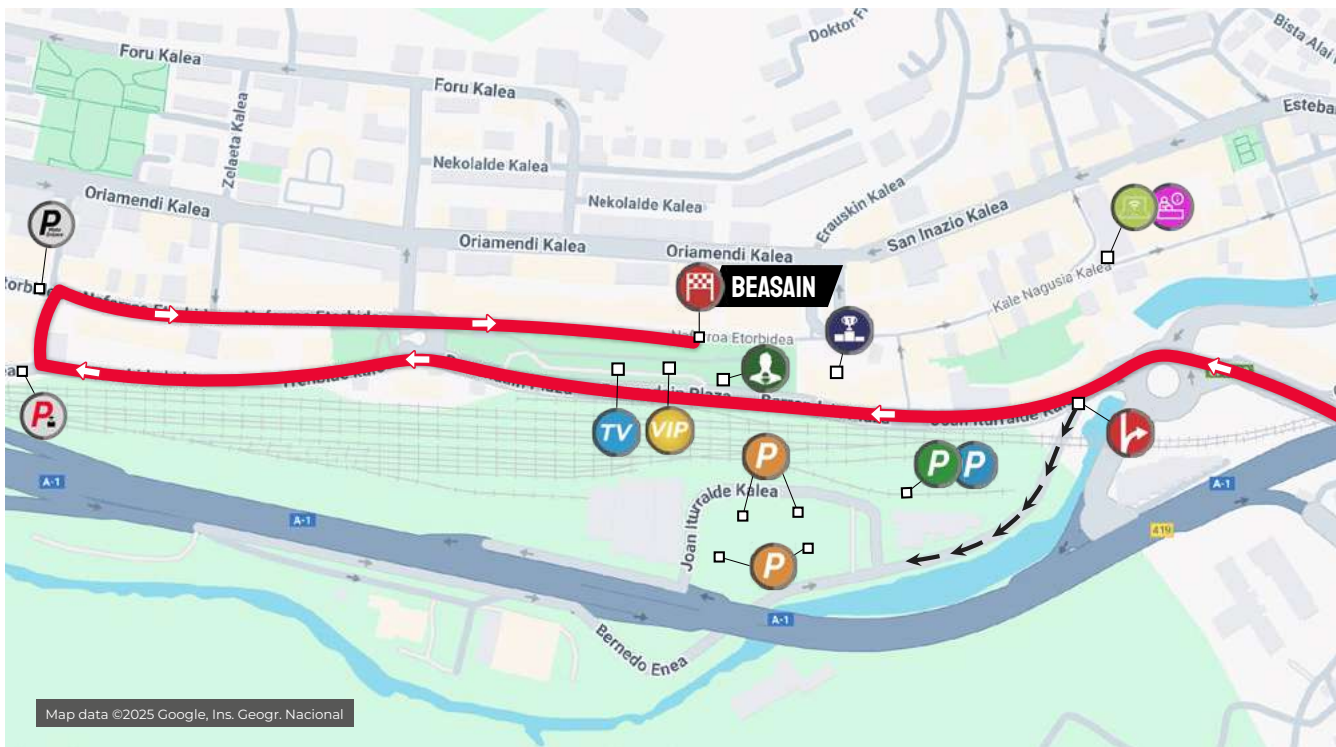 Foru Kalea
Doktor
Bista Alai
Foru Kalea
Zelaeta Kalea
Esteba
Nekolalde Kalea
Oriamendi Kalea
Nekolalde Kalea
Erauskin Kalea
San Inazio Kalea
P
Oriamendi Kalea
Oriamendi Kalea
Kale Nagusia Kalea
BEASAIN
Etorbidea
P
TV
VIP
P
P
P
A-1
A-1
Joan Iturralde Kalea
A-1
419
P
A-1
Bernedo Enea
Map data ©2025 Google, Ins. Geogr. Nacional